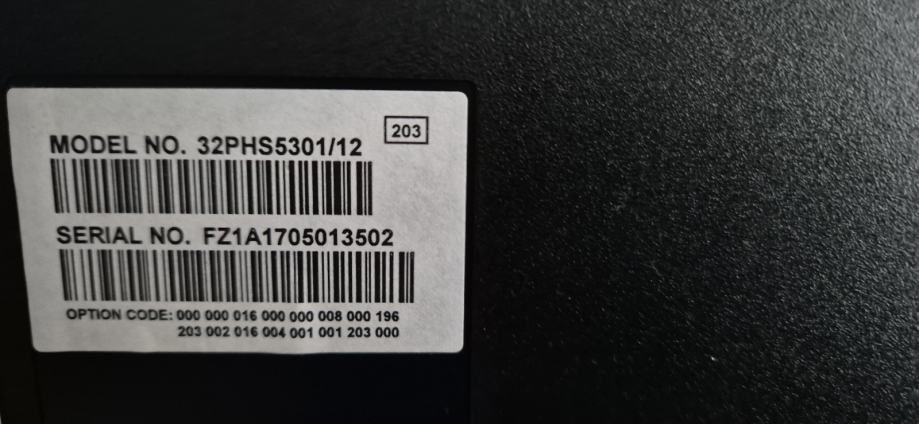 203
MODEL NO. 32PHS5301/12
SERIAL NO. FZ1A1705013502
OPTION CODE: 000 000 016 000 000 008 000 196
203 002 016 004 001 001 203 000